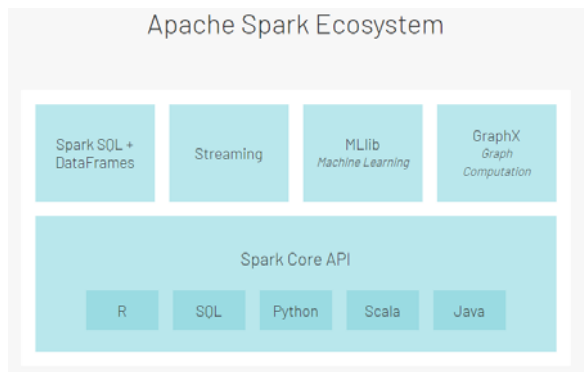 Apache Spark Ecosystem
Spark SQL +
DataFrames
Streaming
MLlib
Machine Learning
GraphX
Graph
Computation
Spark Core API
R
SQL
Python
Scala
Java